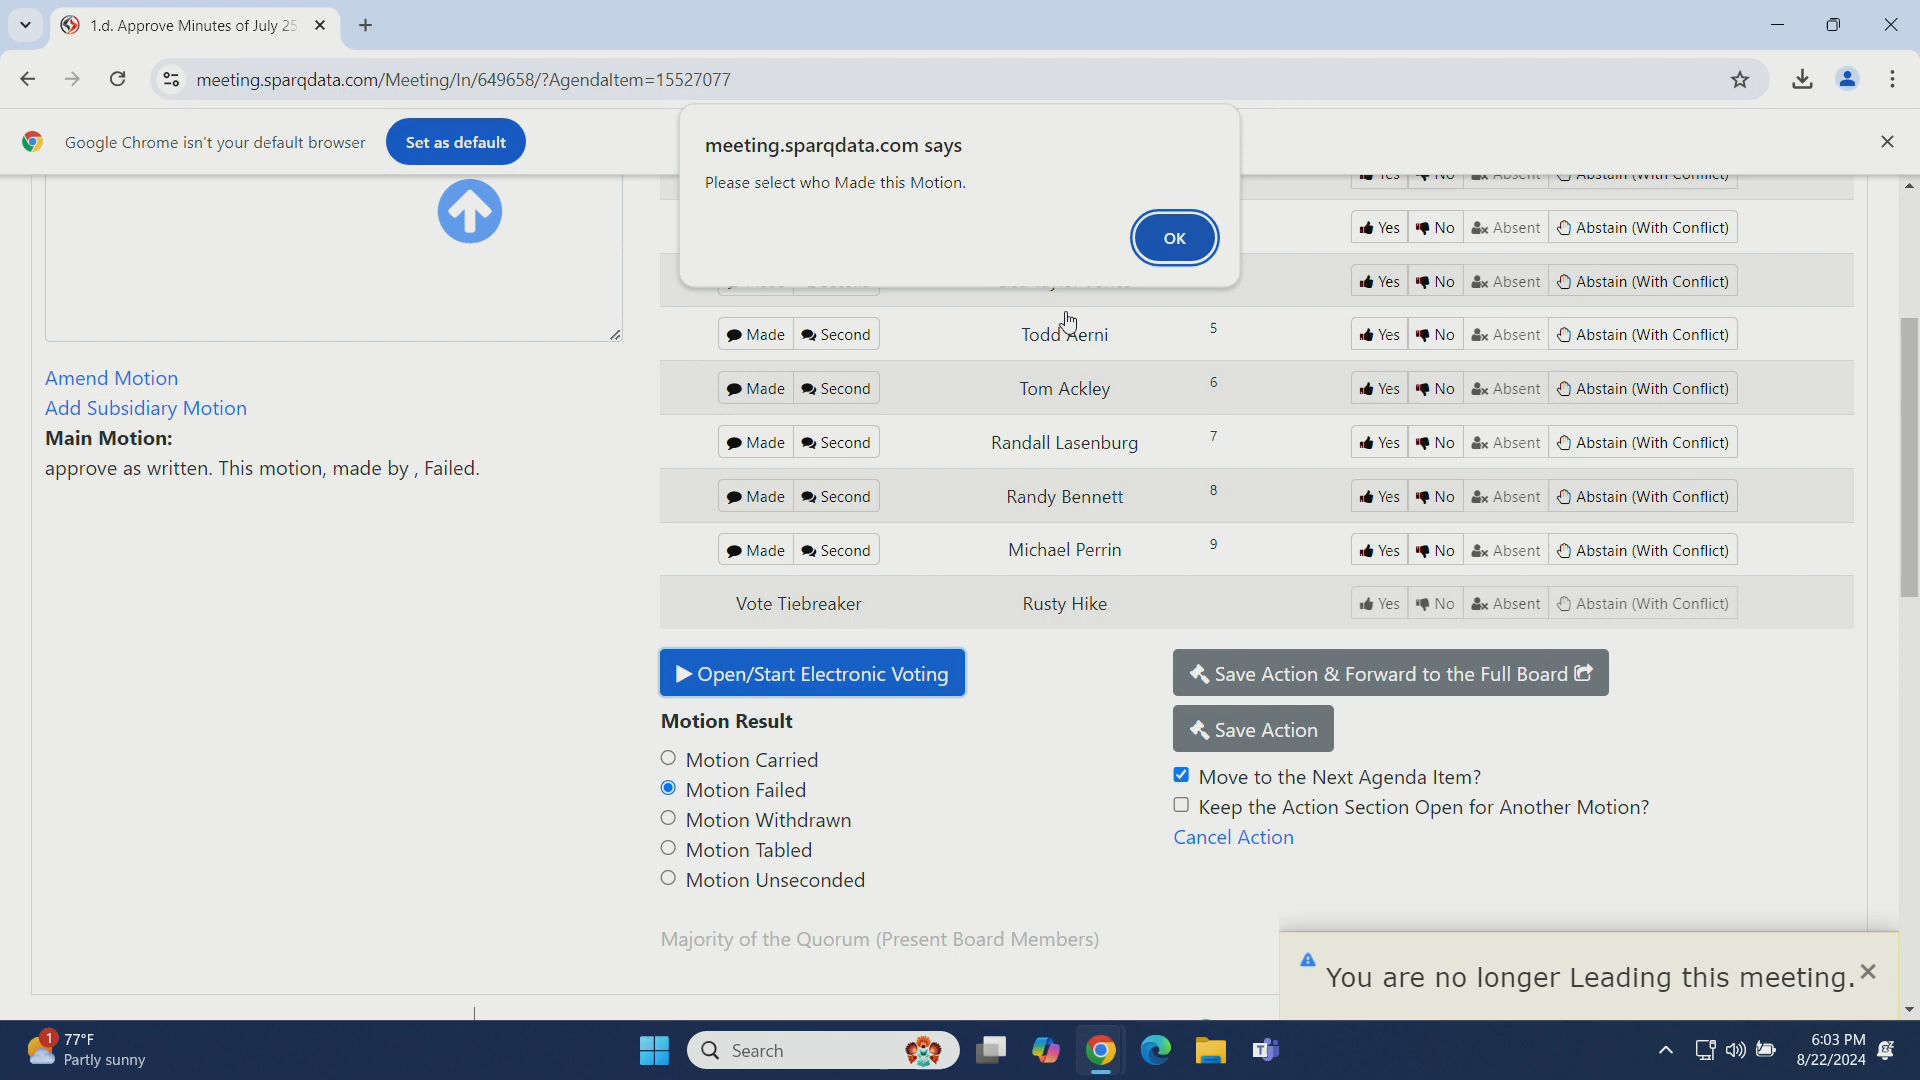 1.d. Approve Minutes of July 25
meeting.sparqdata.com/Meeting/In/649658/?AgendaItem=15527077
Google Chrome isn't your default browser
Set as default
meeting.sparqdata.com says
Please select who Made this Motion.
OK
Yes No Absent Abstain (With Conflict)
Yes No Absent Abstain (With Conflict)
Yes No Absent Abstain (With Conflict)
Made Second Todd Aerni 5 Yes No Absent Abstain (With Conflict)
Made Second Tom Ackley 6 Yes No Absent Abstain (With Conflict)
Made Second Randall Lasenburg 7 Yes No Absent Abstain (With Conflict)
Made Second Randy Bennett 8 Yes No Absent Abstain (With Conflict)
Made Second Michael Perrin 9 Yes No Absent Abstain (With Conflict)
Vote Tiebreaker Rusty Hike Yes No Absent Abstain (With Conflict)
Amend Motion
Add Subsidiary Motion
Main Motion:
approve as written. This motion, made by , Failed.
Open/Start Electronic Voting
Motion Result
Motion Carried
Motion Failed
Motion Withdrawn
Motion Tabled
Motion Unseconded
Majority of the Quorum (Present Board Members)
Save Action & Forward to the Full Board
Save Action
Move to the Next Agenda Item?
Keep the Action Section Open for Another Motion?
Cancel Action
You are no longer Leading this meeting.
1
77°F
Partly sunny
Search
6:03 PM
8/22/2024